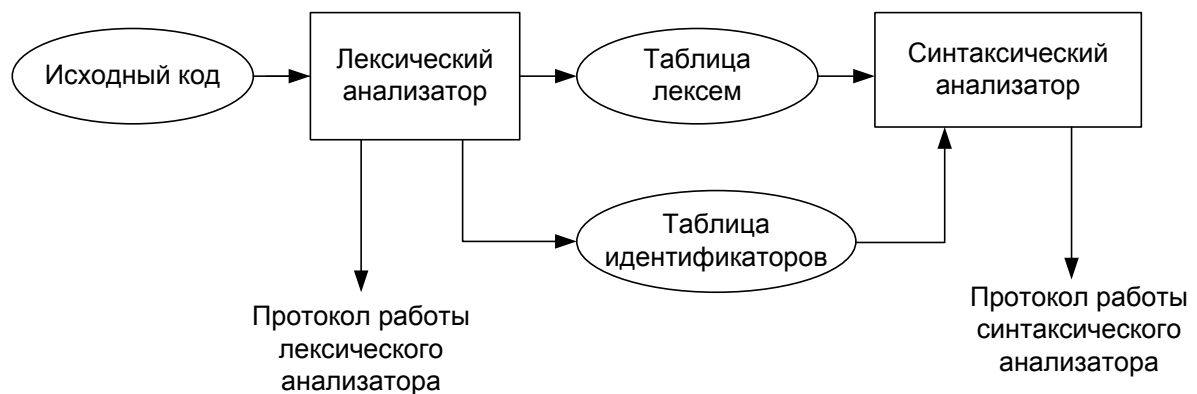 Исходный код
Лексический
анализатор
Таблица
лексем
Синтаксический
анализатор
Таблица
идентификаторов
Протокол работы
лексического
анализатора
Протокол работы
синтаксического
анализатора